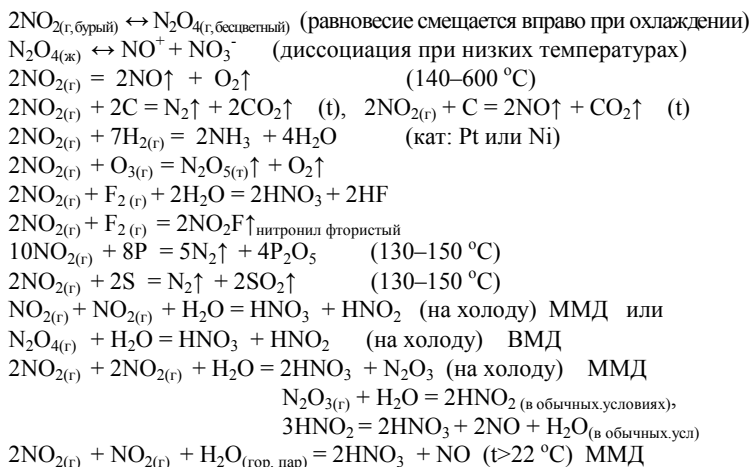 2NO₂(г,бурый) ↔ N₂O₄(г,бесцветный) (равновесие смещается вправо при охлаждении)
N₂O₄(ж) ↔ NO⁺ + NO₃⁻ (диссоциация при низких температурах)
2NO₂(г) = 2NO↑ + O₂↑ (140–600 °C)
2NO₂(г) + 2C = N₂↑ + 2CO₂↑ (t), 2NO₂(г) + C = 2NO↑ + CO₂↑ (t)
2NO₂(г) + 7H₂(г) = 2NH₃ + 4H₂O (кат: Pt или Ni)
2NO₂(г) + O₃(г) = N₂O₅(т)↑ + O₂↑
2NO₂(г) + F₂ (г) + 2H₂O = 2HNO₃ + 2HF
2NO₂(г) + F₂ (г) = 2NO₂F↑нитронил фтористый
10NO₂(г) + 8P = 5N₂↑ + 4P₂O₅ (130–150 °C)
2NO₂(г) + 2S = N₂↑ + 2SO₂↑ (130–150 °C)
NO₂(г) + NO₂(г) + H₂O = HNO₃ + HNO₂ (на холоду) ММД или
N₂O₄(г) + H₂O = HNO₃ + HNO₂ (на холоду) ВМД
2NO₂(г) + 2NO₂(г) + H₂O = 2HNO₃ + N₂O₃ (на холоду) ММД
N₂O₃(г) + H₂O = 2HNO₂ (в обычных.условиях),
3HNO₂ = 2HNO₃ + 2NO + H₂O(в обычных.усл)
2NO₂(г) + NO₂(г) + H₂O(гор. пар) = 2HNO₃ + NO (t>22 °C) ММД